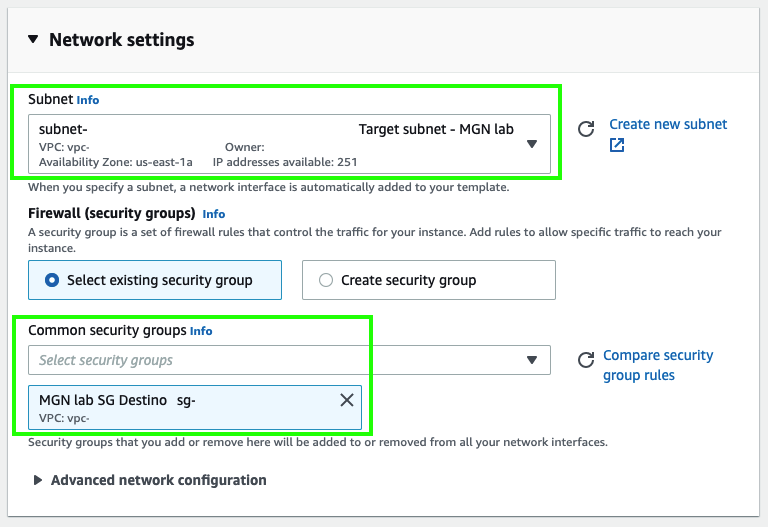 Network settings
Subnet Info
subnet- Target subnet - MGN lab
VPC: vpc- Owner:
Availability Zone: us-east-1a IP addresses available: 251
Create new subnet
When you specify a subnet, a network interface is automatically added to your template.
Firewall (security groups) Info
A security group is a set of firewall rules that control the traffic for your instance. Add rules to allow specific traffic to reach your
instance.
Select existing security group
Create security group
Common security groups Info
Select security groups
Compare security
group rules
MGN lab SG Destino sg-
VPC: vpc-
Security groups that you add or remove here will be added to or removed from all your network interfaces.
Advanced network configuration